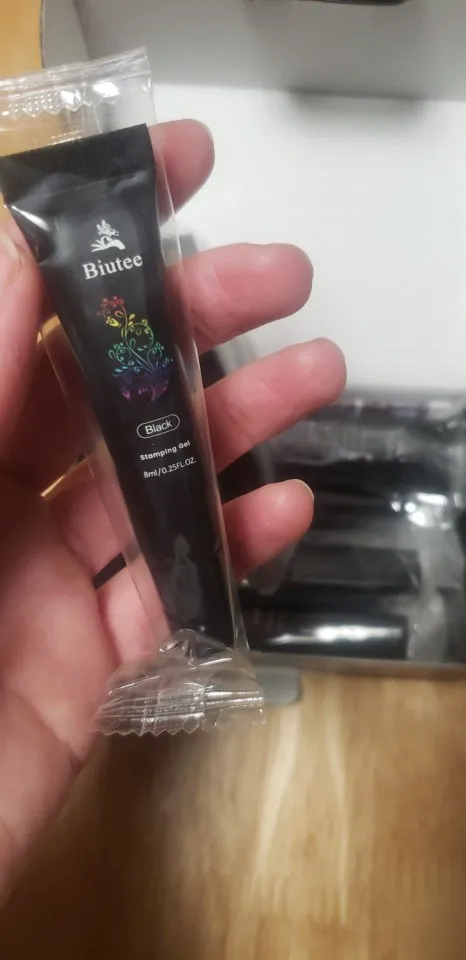 Biutee
Black
Stamping Gel
8ml/0.25FL.OZ.